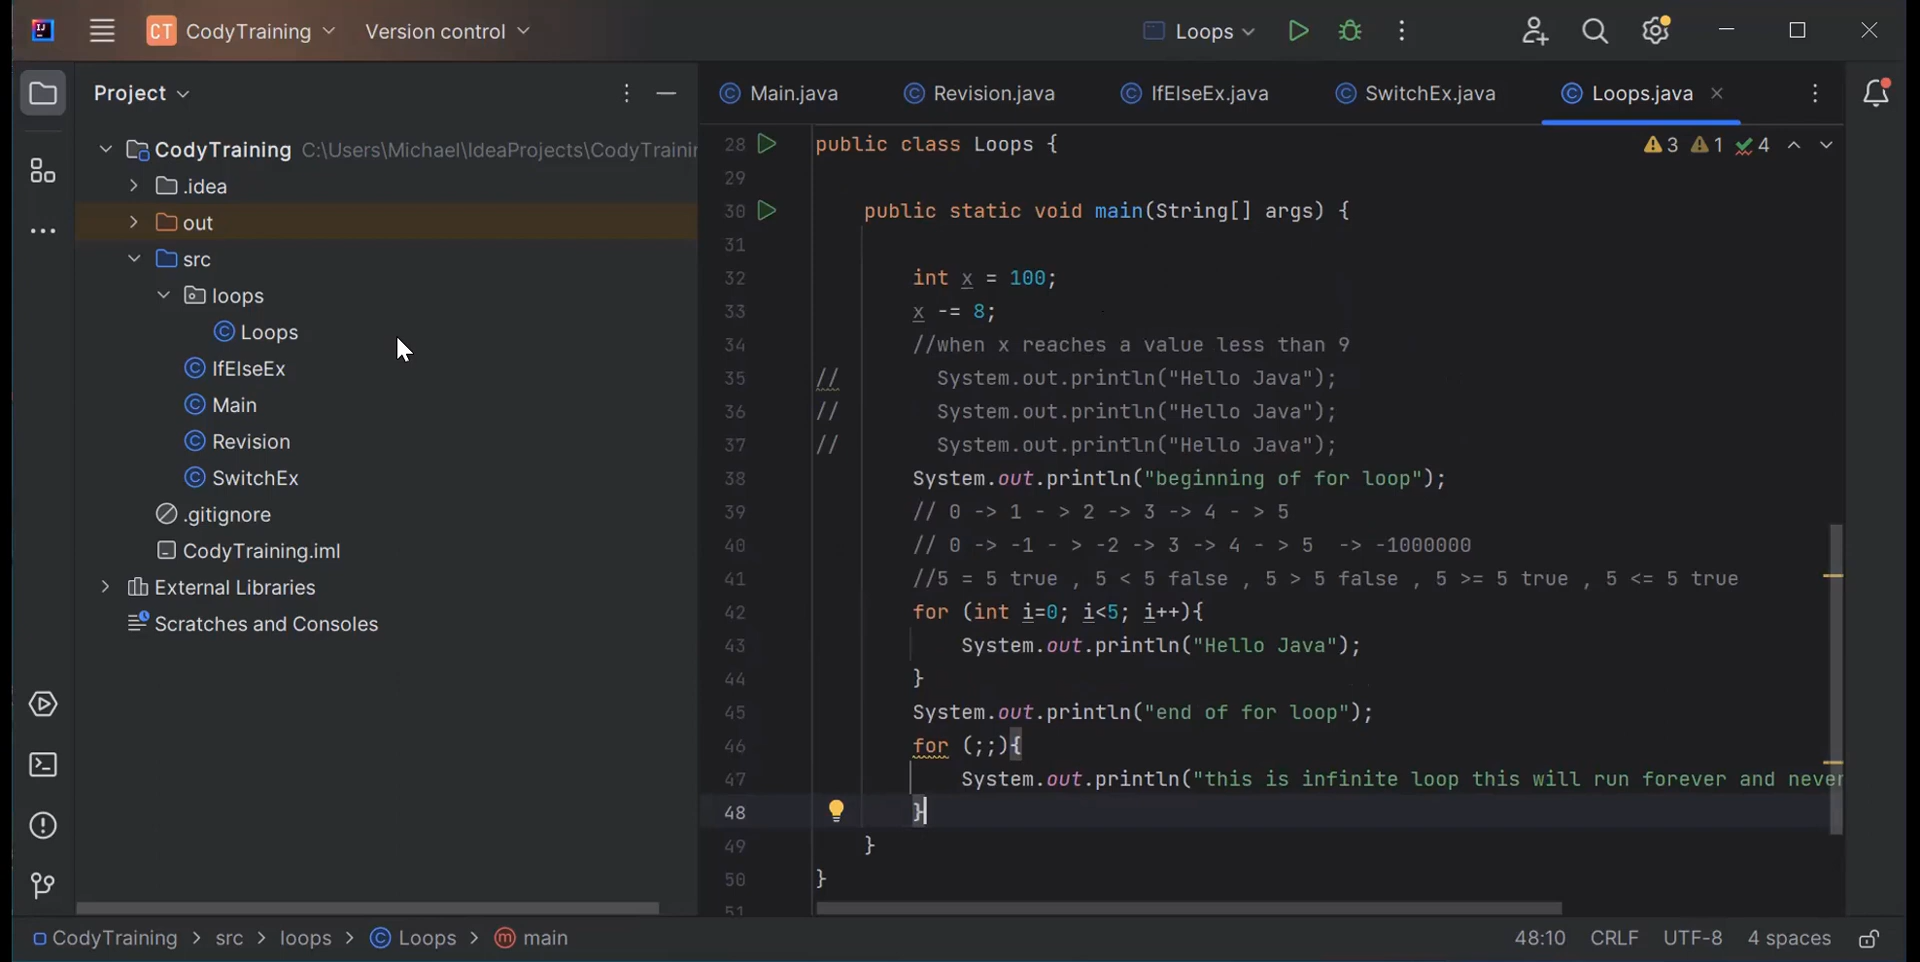 CT CodyTraining Version control Loops
Project
Main.java Revision.java IfElseEx.java SwitchEx.java Loops.java
CodyTraining C:\Users\Michael\IdeaProjects\CodyTrainin
.idea
out
src
loops
Loops
IfElseEx
Main
Revision
SwitchEx
.gitignore
CodyTraining.iml
External Libraries
Scratches and Consoles
3 1 4
28 public class Loops {
29
30 public static void main(String[] args) {
31
32 int x = 100;
33 x -= 8;
34 //when x reaches a value less than 9
35 // System.out.println("Hello Java");
36 // System.out.println("Hello Java");
37 // System.out.println("Hello Java");
38 System.out.println("beginning of for loop");
39 // 0 -> 1 - > 2 -> 3 -> 4 - > 5
40 // 0 -> -1 - > -2 -> 3 -> 4 - > 5  -> -1000000
41 //5 = 5 true , 5 < 5 false , 5 > 5 false , 5 >= 5 true , 5 <= 5 true
42 for (int i=0; i<5; i++){
43 System.out.println("Hello Java");
44 }
45 System.out.println("end of for loop");
46 for (;;){
47 System.out.println("this is infinite loop this will run forever and never
48 }
49 }
50 }
51
CodyTraining > src > loops > Loops > main 48:10 CRLF UTF-8 4 spaces